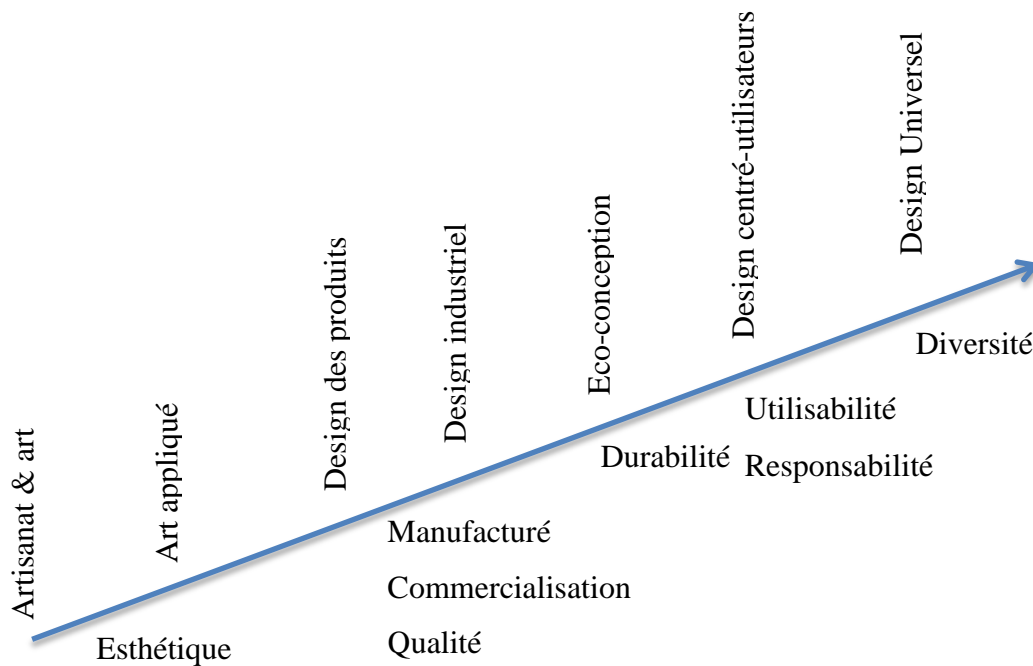 Artisanat & art
Art appliqué
Design des produits
Design industriel
Eco-conception
Design centré-utilisateurs
Design Universel
Esthétique
Manufacturé
Commercialisation
Qualité
Durabilité
Utilisabilité
Responsabilité
Diversité